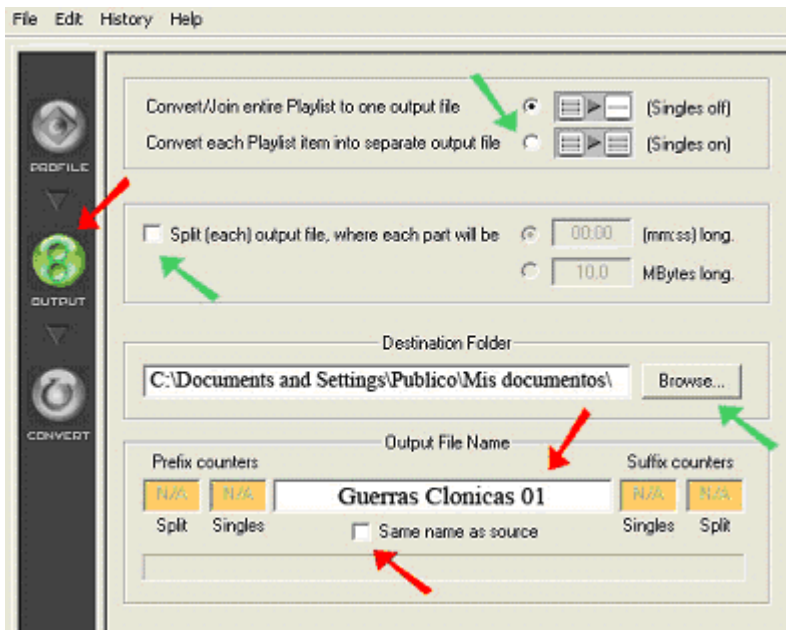 File Edit History Help
PROFILE
OUTPUT
CONVERT
Convert/Join entire Playlist to one output file (Singles off)
Convert each Playlist item into separate output file (Singles on)
Split (each) output file, where each part will be 00:00 (mm:ss) long.
10.0 MBytes long.
Destination Folder
C:\Documents and Settings\Publico\Mis documentos\ Browse...
Output File Name
Prefix counters Suffix counters
N/A N/A Guerras Clonicas 01 N/A N/A
Split Singles Same name as source Singles Split